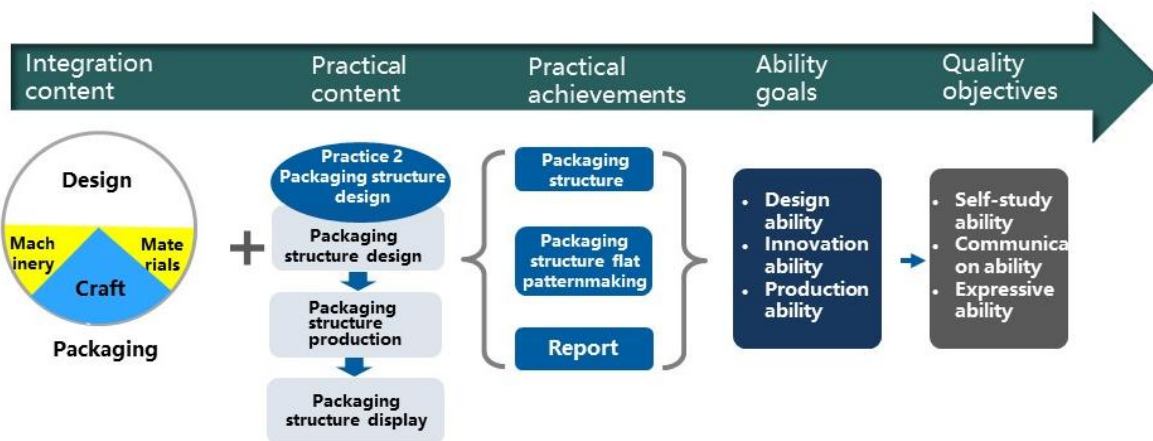 Integration
content
Practical
content
Practical
achievements
Ability
goals
Quality
objectives
Design
Mach
inery
Mate
rials
Craft
Packaging
+
Practice 2
Packaging structure
design
Packaging
structure design
Packaging
structure
production
Packaging
structure display
Packaging
structure
Packaging
structure flat
patternmaking
Report
• Design
ability
• Innovation
ability
• Production
ability
• Self-study
ability
• Communicati
on ability
• Expressive
ability